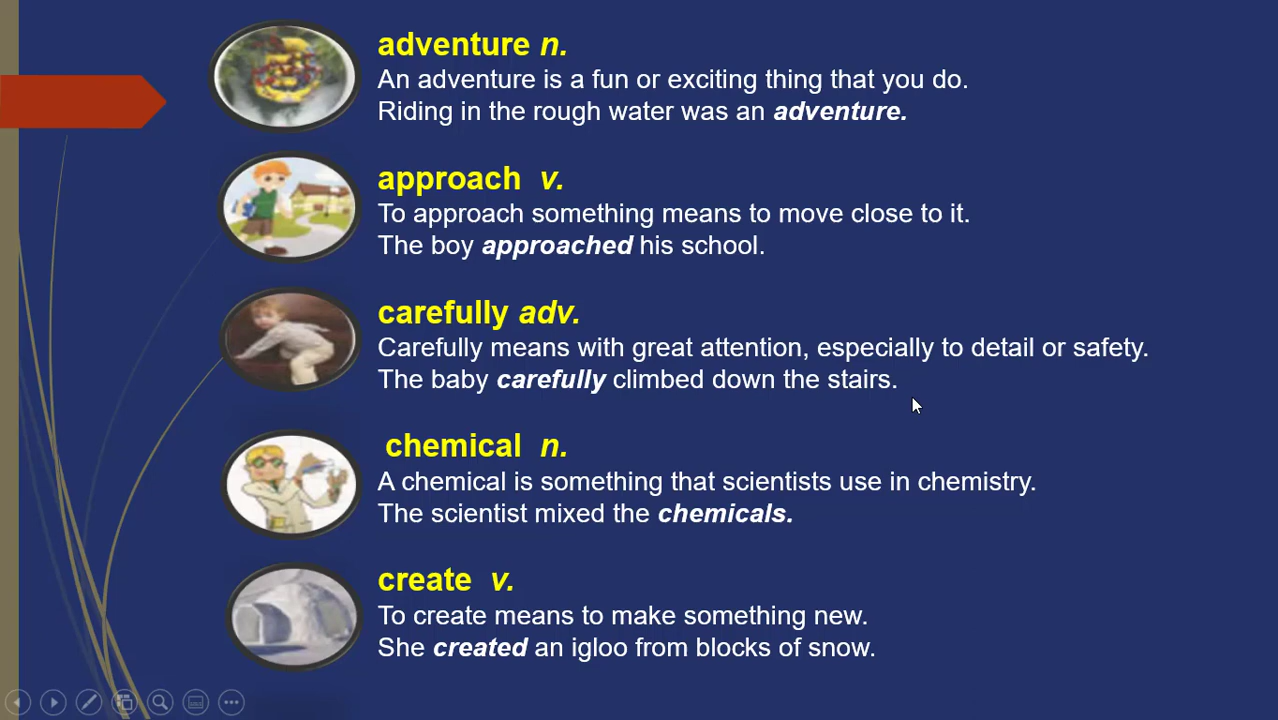 adventure n.
An adventure is a fun or exciting thing that you do.
Riding in the rough water was an adventure.
approach v.
To approach something means to move close to it.
The boy approached his school.
carefully adv.
Carefully means with great attention, especially to detail or safety.
The baby carefully climbed down the stairs.
chemical n.
A chemical is something that scientists use in chemistry.
The scientist mixed the chemicals.
create v.
To create means to make something new.
She created an igloo from blocks of snow.